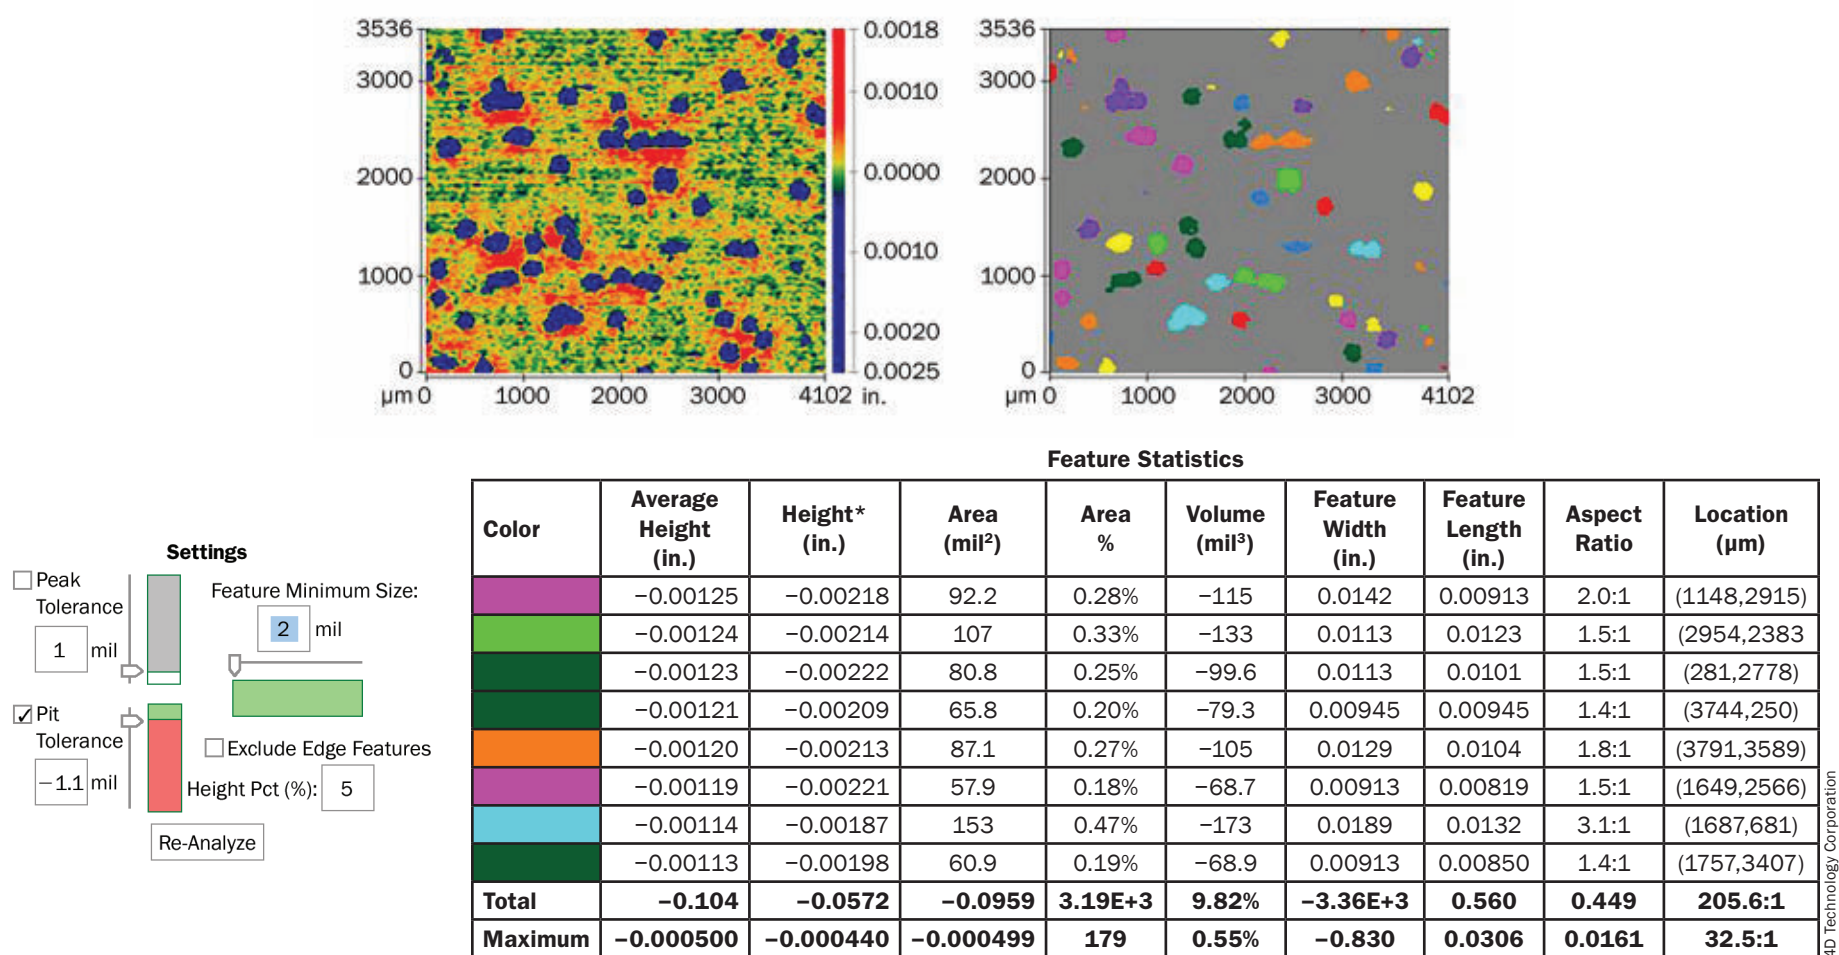 3536
3000
2000
1000
0
µm 0 1000 2000 3000 4102 in.
0.0018
0.0010
0.0000
0.0010
0.0020
0.0025
3536
3000
2000
1000
0
µm 0 1000 2000 3000 4102
Settings
Peak
Tolerance
1 mil
Pit
Tolerance
−1.1 mil
Feature Minimum Size:
2 mil
Exclude Edge Features
Height Pct (%): 5
Re-Analyze
Feature Statistics
Color Average Height (in.) Height* (in.) Area (mil²) Area % Volume (mil³) Feature Width (in.) Feature Length (in.) Aspect Ratio Location (µm)
−0.00125 −0.00218 92.2 0.28% −115 0.0142 0.00913 2.0:1 (1148,2915)
−0.00124 −0.00214 107 0.33% −133 0.0113 0.0123 1.5:1 (2954,2383
−0.00123 −0.00222 80.8 0.25% −99.6 0.0113 0.0101 1.5:1 (281,2778)
−0.00121 −0.00209 65.8 0.20% −79.3 0.00945 0.00945 1.4:1 (3744,250)
−0.00120 −0.00213 87.1 0.27% −105 0.0129 0.0104 1.8:1 (3791,3589)
−0.00119 −0.00221 57.9 0.18% −68.7 0.00913 0.00819 1.5:1 (1649,2566)
−0.00114 −0.00187 153 0.47% −173 0.0189 0.0132 3.1:1 (1687,681)
−0.00113 −0.00198 60.9 0.19% −68.9 0.00913 0.00850 1.4:1 (1757,3407)
Total −0.104 −0.0572 −0.0959 3.19E+3 9.82% −3.36E+3 0.560 0.449 205.6:1
Maximum −0.000500 −0.000440 −0.000499 179 0.55% −0.830 0.0306 0.0161 32.5:1
4D Technology Corporation